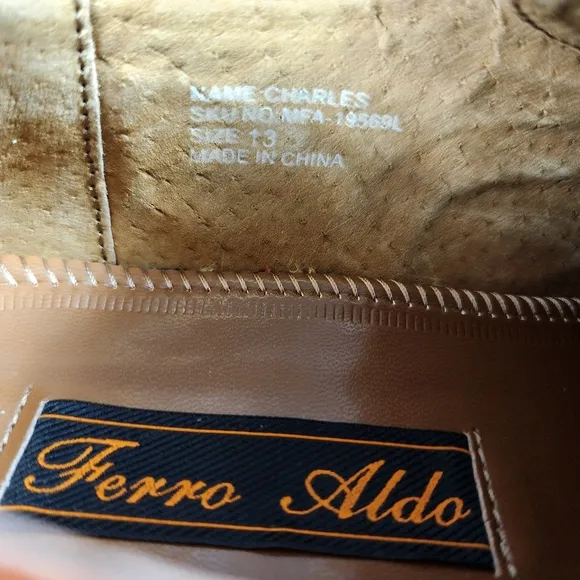 NAME CHARLES
SKU NO. MFA-19569L
SIZE 13
MADE IN CHINA
Ferro Aldo